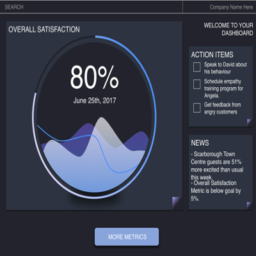 SEARCH
Company Name Here
WELCOME TO YOUR
DASHBOARD
OVERALL SATISFACTION
80%
June 25th, 2017
ACTION ITEMS
Speak to David about
his behaviour
Schedule empathy
training program for
Angela.
Get feedback from
angry customers
NEWS
- Scarborough Town
Centre guests are 51%
more excited than usual
this week.
- Overall Satisfaction
Metric is below goal by
5%.
MORE METRICS